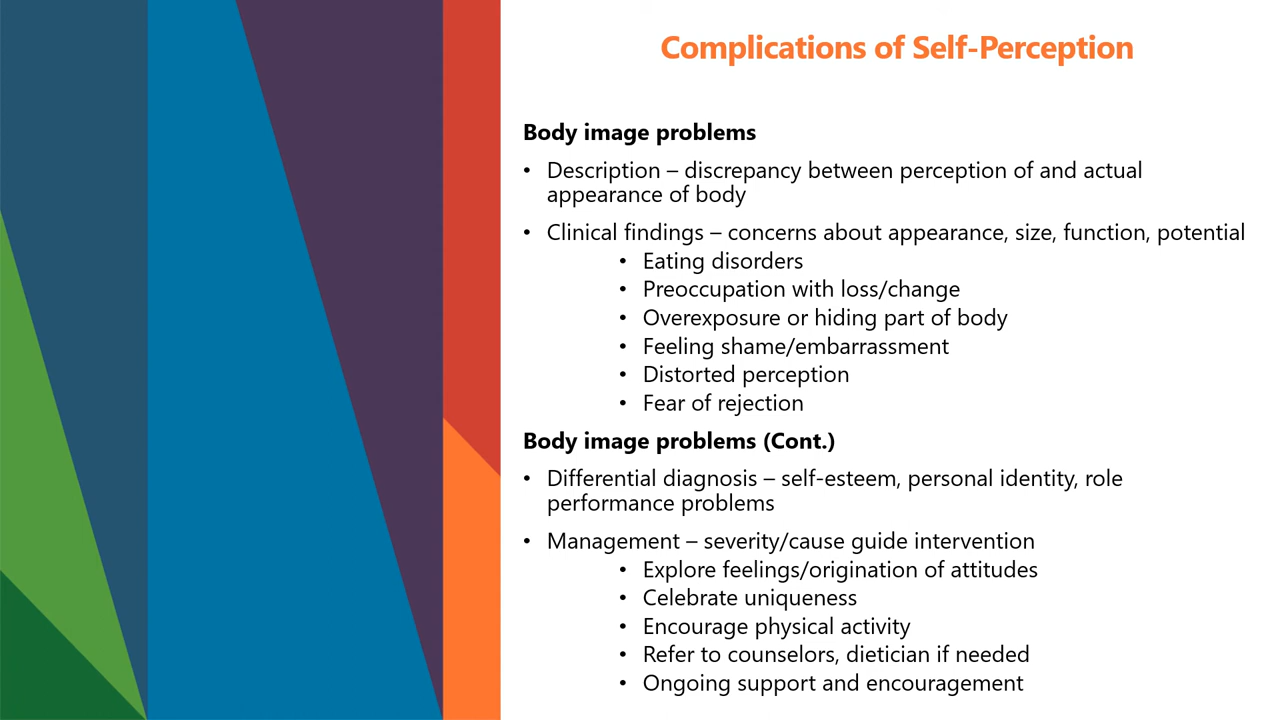 Complications of Self-Perception
Body image problems
• Description – discrepancy between perception of and actual
appearance of body
• Clinical findings – concerns about appearance, size, function, potential
• Eating disorders
• Preoccupation with loss/change
• Overexposure or hiding part of body
• Feeling shame/embarrassment
• Distorted perception
• Fear of rejection
Body image problems (Cont.)
• Differential diagnosis – self-esteem, personal identity, role
performance problems
• Management – severity/cause guide intervention
• Explore feelings/origination of attitudes
• Celebrate uniqueness
• Encourage physical activity
• Refer to counselors, dietician if needed
• Ongoing support and encouragement